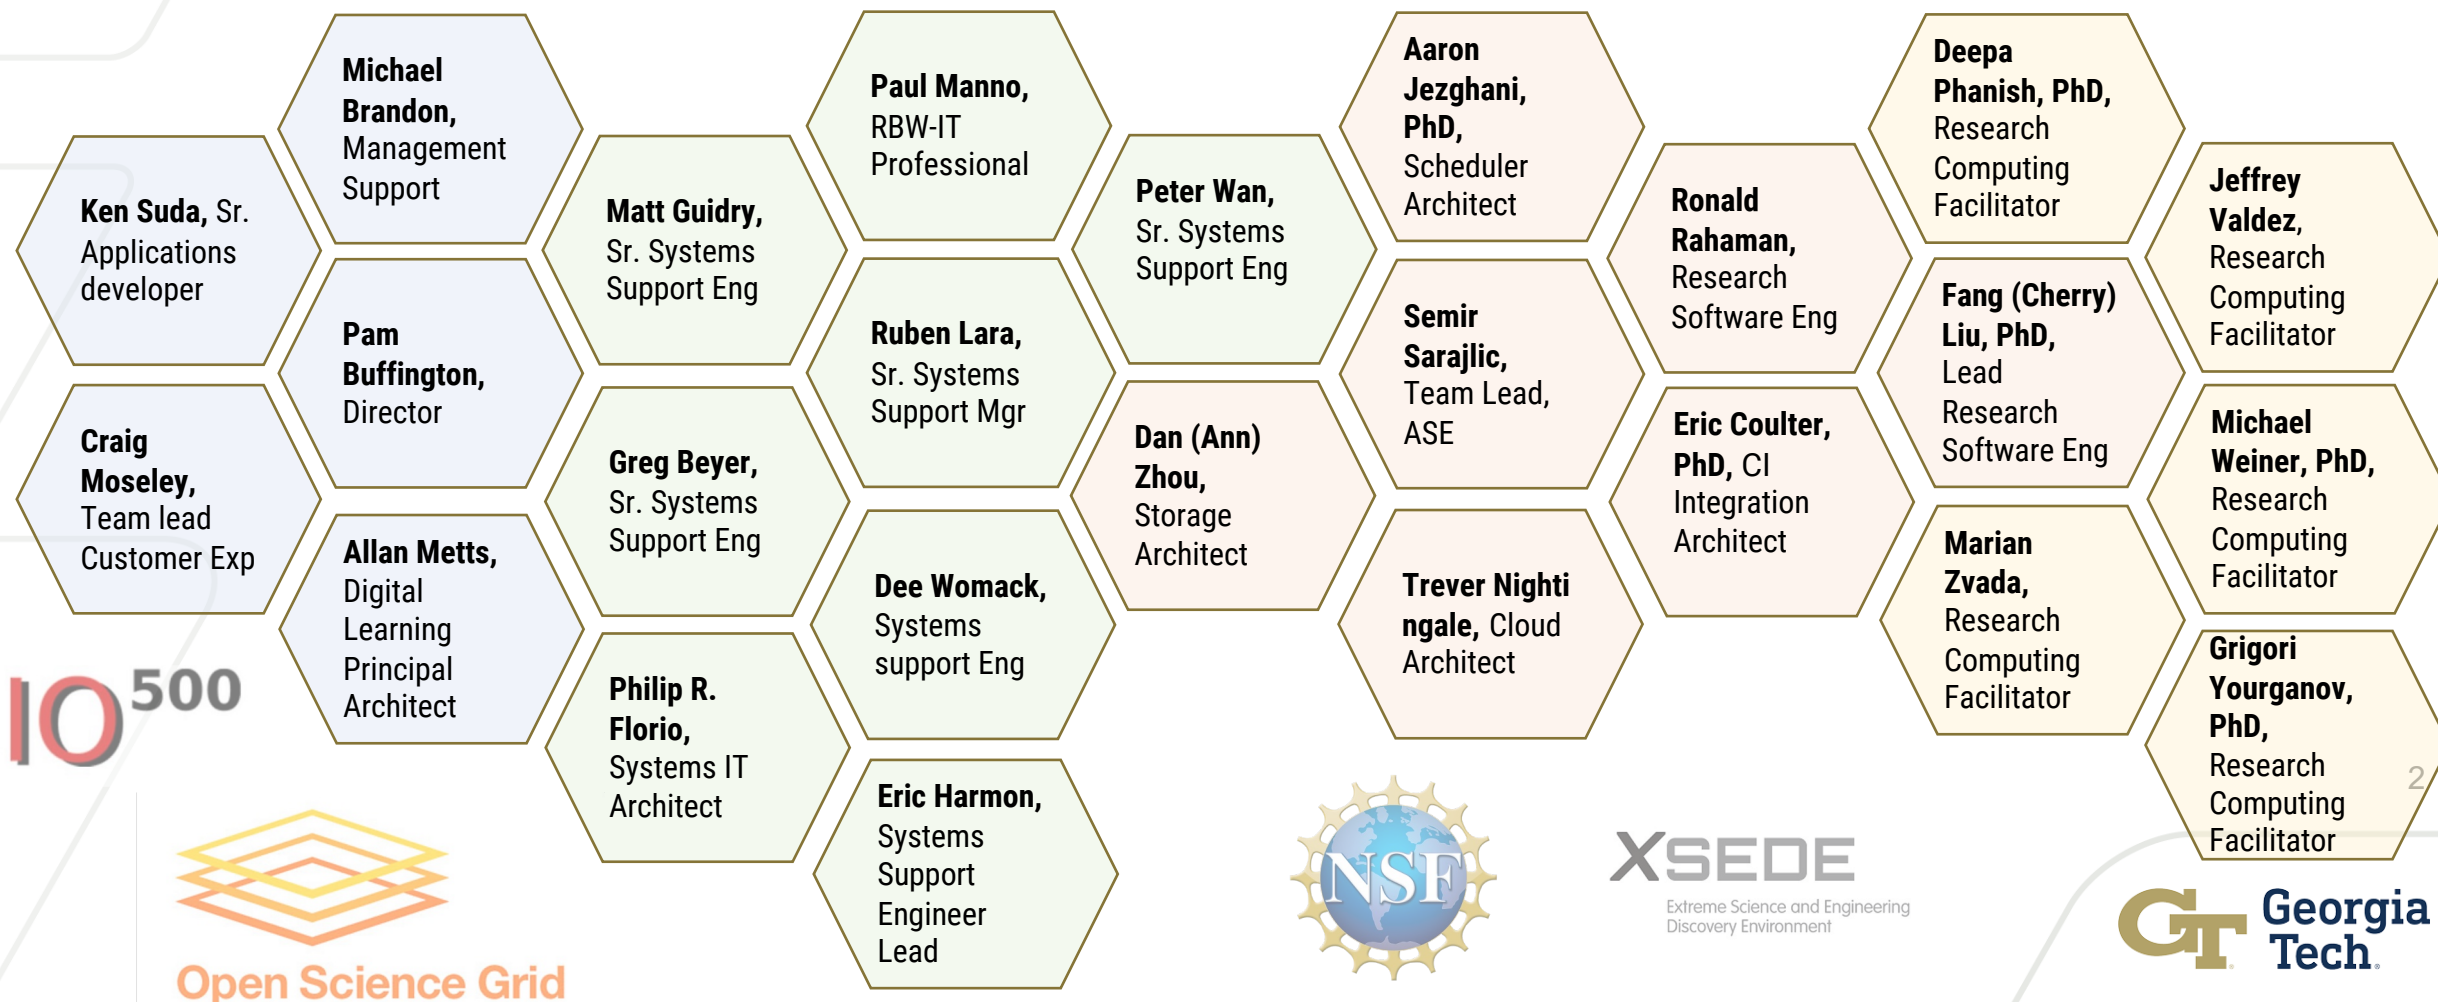 Ken Suda, Sr.
Applications
developer
Craig
Moseley,
Team lead
Customer Exp
Michael
Brandon,
Management
Support
Pam
Buffington,
Director
Allan Metts,
Digital
Learning
Principal
Architect
Matt Guidry,
Sr. Systems
Support Eng
Greg Beyer,
Sr. Systems
Support Eng
Philip R.
Florio,
Systems IT
Architect
Paul Manno,
RBW-IT
Professional
Ruben Lara,
Sr. Systems
Support Mgr
Dee Womack,
Systems
support Eng
Eric Harmon,
Systems
Support
Engineer
Lead
Peter Wan,
Sr. Systems
Support Eng
Dan (Ann)
Zhou,
Storage
Architect
Aaron
Jezghani,
PhD,
Scheduler
Architect
Semir
Sarajlic,
Team Lead,
ASE
Trever Nighti
ngale, Cloud
Architect
Ronald
Rahaman,
Research
Software Eng
Eric Coulter,
PhD, CI
Integration
Architect
Deepa
Phanish, PhD,
Research
Computing
Facilitator
Fang (Cherry)
Liu, PhD,
Lead
Research
Software Eng
Marian
Zvada,
Research
Computing
Facilitator
Jeffrey
Valdez,
Research
Computing
Facilitator
Michael
Weiner, PhD,
Research
Computing
Facilitator
Grigori
Yourganov,
PhD,
Research
Computing
Facilitator
2
IO500
Open Science Grid
NSF
XSEDE
Extreme Science and Engineering
Discovery Environment
GT
Georgia
Tech